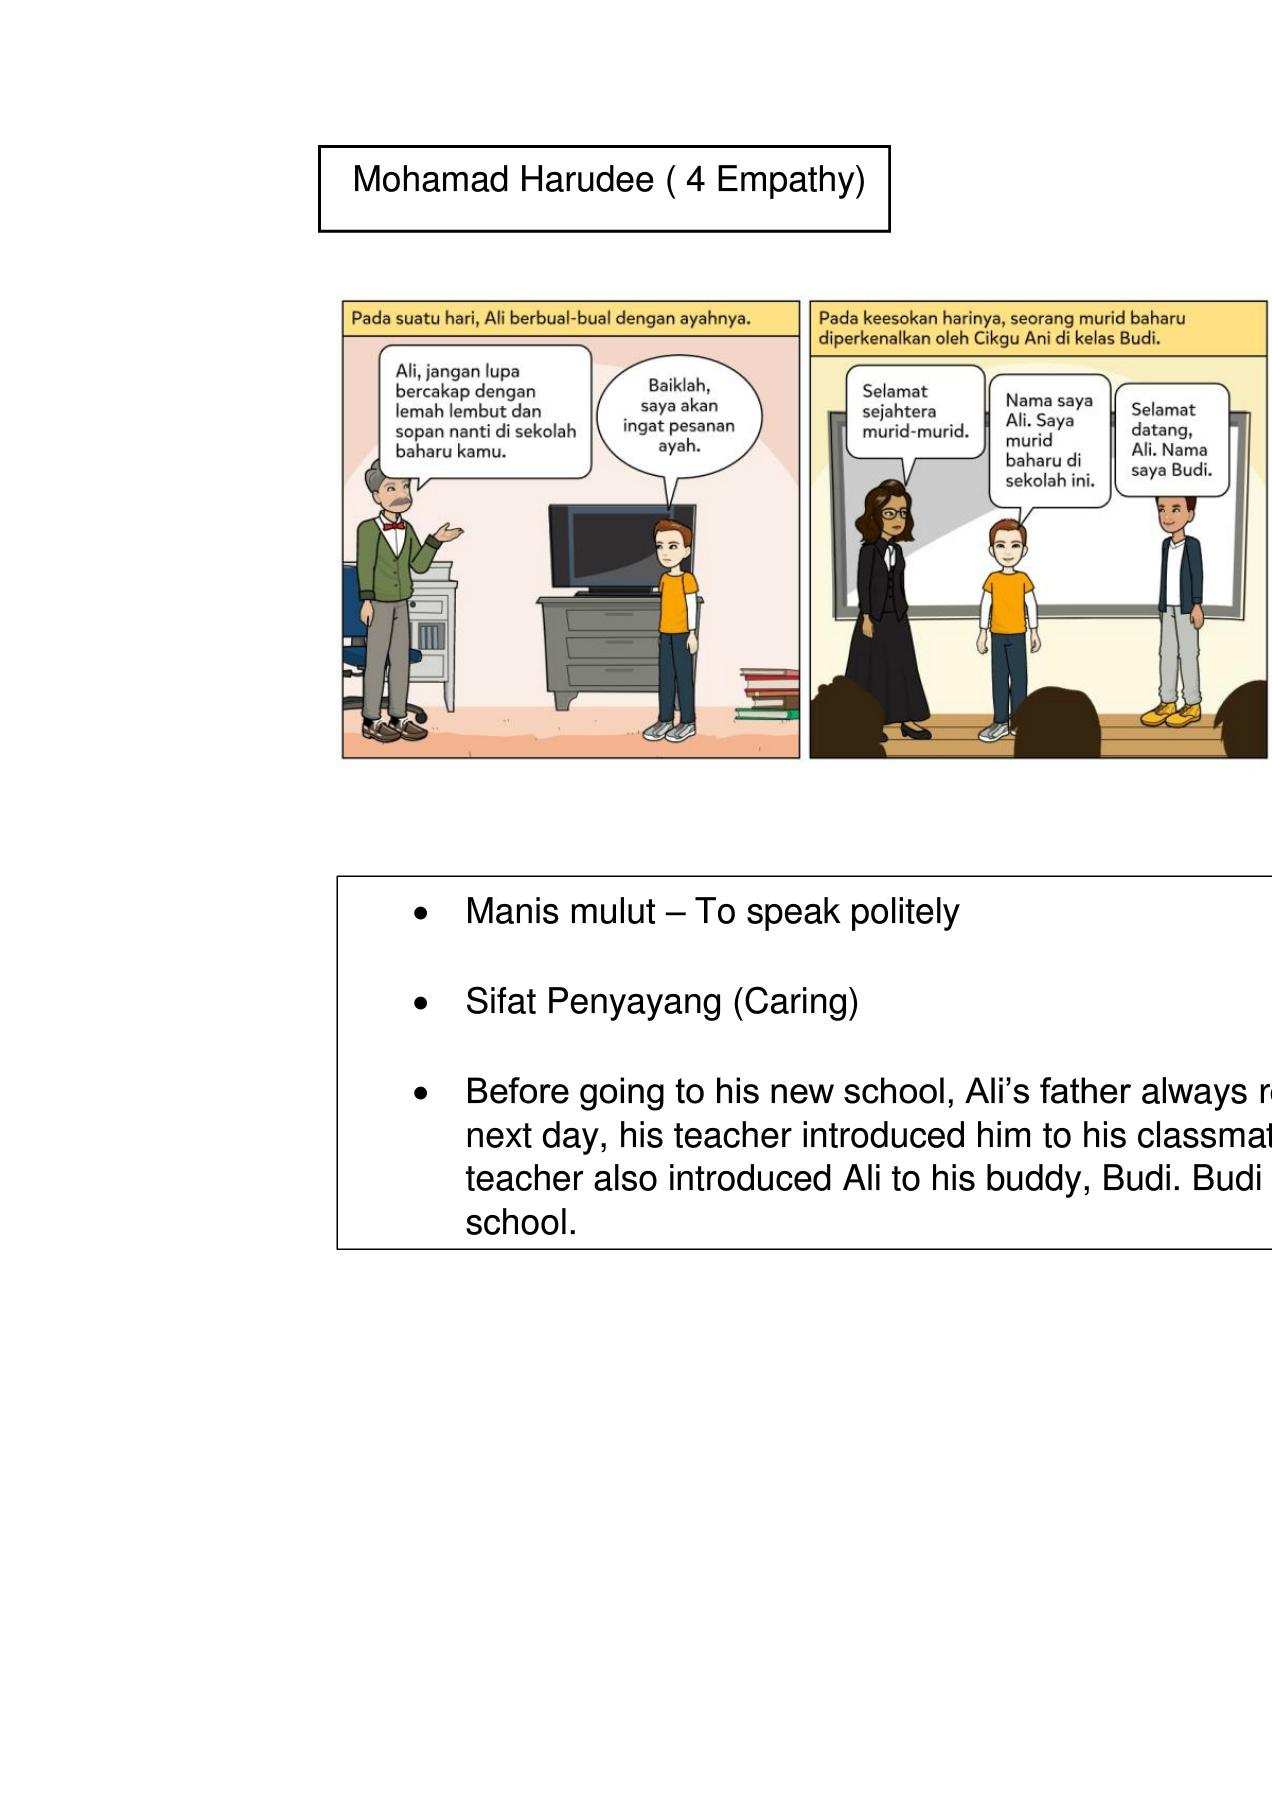 Mohamad Harudee ( 4 Empathy)
Pada suatu hari, Ali berbual-bual dengan ayahnya.
Ali, jangan lupa
bercakap dengan
lemah lembut dan
sopan nanti di sekolah
baharu kamu.
Baiklah,
saya akan
ingat pesanan
ayah.
Pada keesokan harinya, seorang murid baharu
diperkenalkan oleh Cikgu Ani di kelas Budi.
Selamat
sejahtera
murid-murid.
Nama saya
Ali. Saya
murid
baharu di
sekolah ini.
Selamat
datang,
Ali. Nama
saya Budi.
• Manis mulut – To speak politely
• Sifat Penyayang (Caring)
• Before going to his new school, Ali’s father always
next day, his teacher introduced him to his
teacher also introduced Ali to his buddy, Budi. Budi
school.